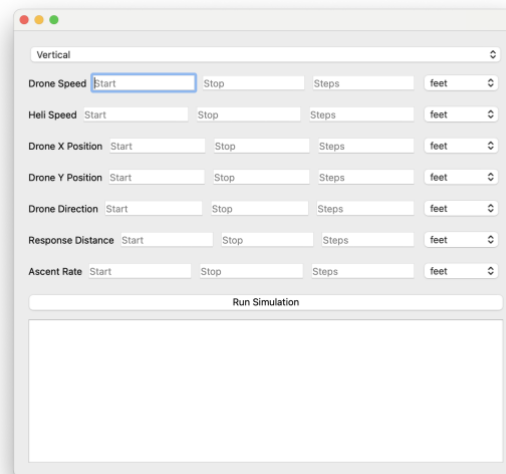 Vertical
Drone Speed Start Stop Steps feet
Heli Speed Start Stop Steps feet
Drone X Position Start Stop Steps feet
Drone Y Position Start Stop Steps feet
Drone Direction Start Stop Steps feet
Response Distance Start Stop Steps feet
Ascent Rate Start Stop Steps feet
Run Simulation